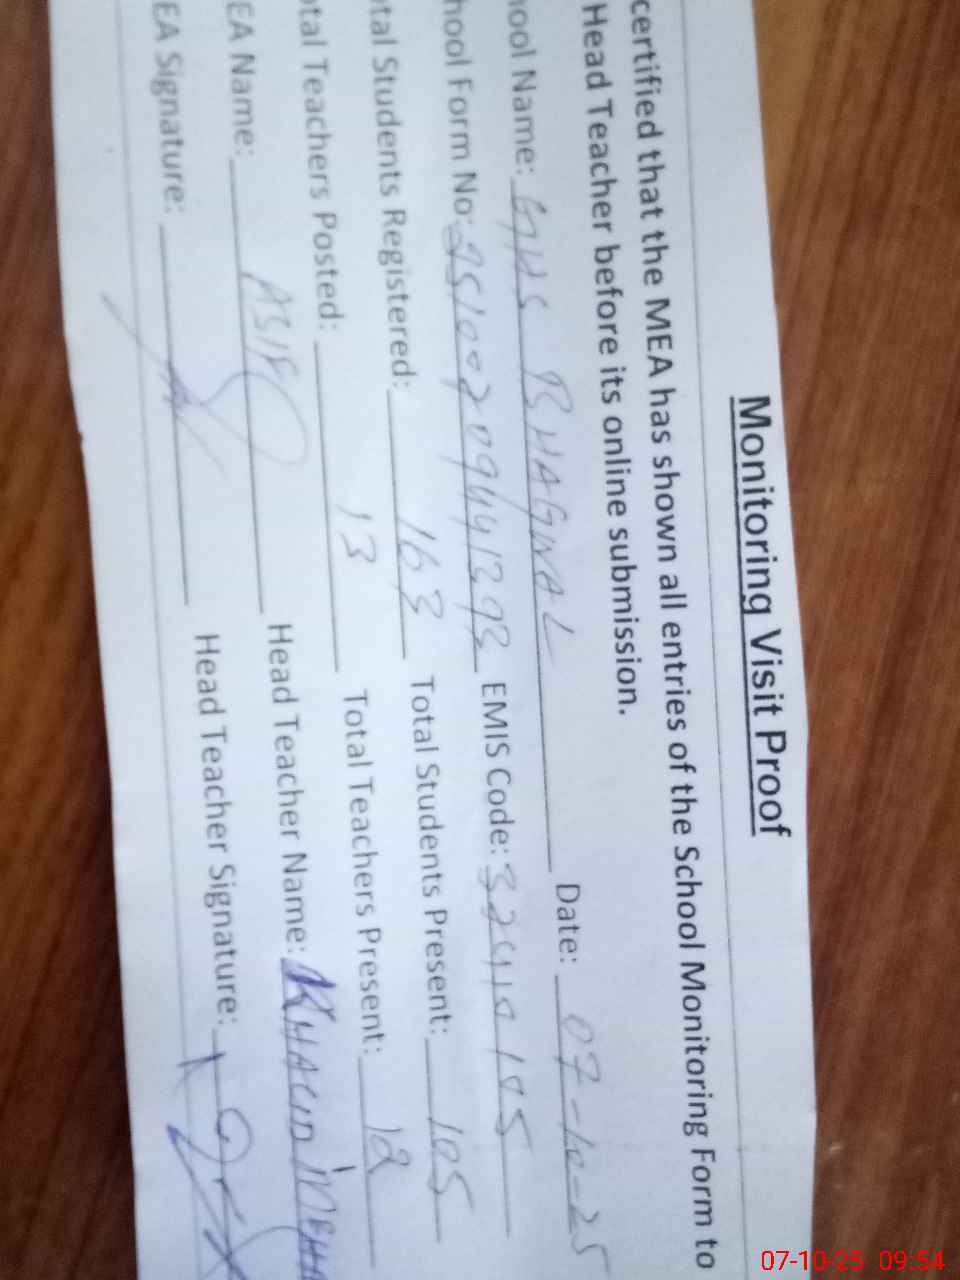 Monitoring Visit Proof
certified that the MEA has shown all entries of the School Monitoring Form to
Head Teacher before its online submission.
hool Name: GHS BHAGWAL Date: 07-10-25
hool Form No: EMIS Code:
tal Students Registered: 163 Total Students Present: 105
otal Teachers Posted: 13 Total Teachers Present: 12
EA Name: ASIF Head Teacher Name: KHALID
EA Signature: Head Teacher Signature:
07-10-25 09:54